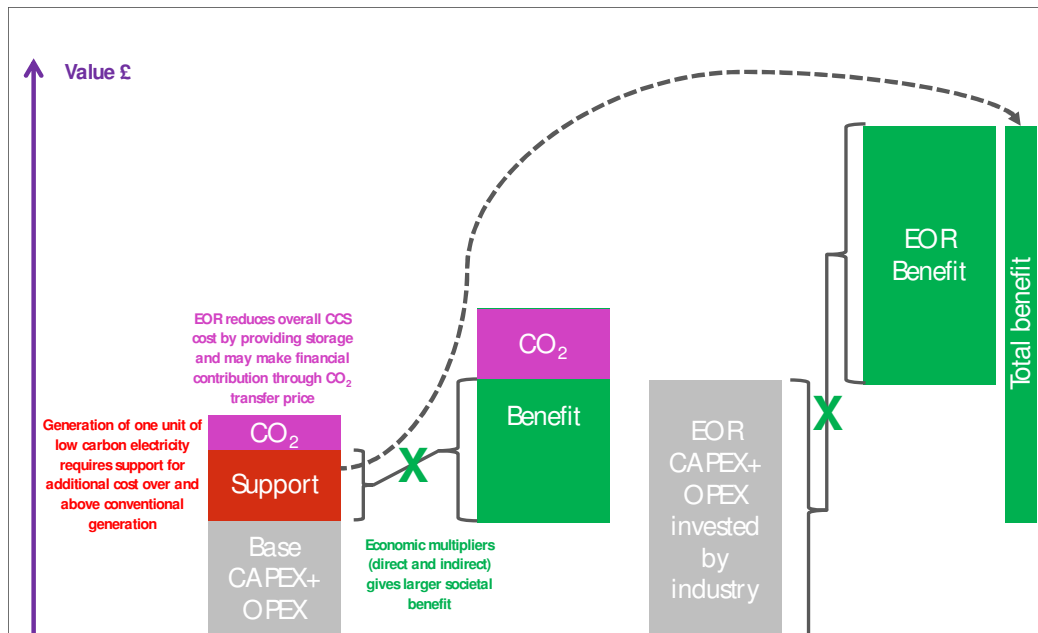 Value £
EOR reduces overall CCS
cost by providing storage
and may make financial
contribution through CO₂
transfer price
Generation of one unit of
low carbon electricity
requires support for
additional cost over and
above conventional
generation
CO₂
Support
Base
CAPEX+
OPEX
X
Economic multipliers
(direct and indirect)
gives larger societal
benefit
CO₂
Benefit
EOR
CAPEX+
OPEX
invested
by
industry
X
EOR
Benefit
Total benefit